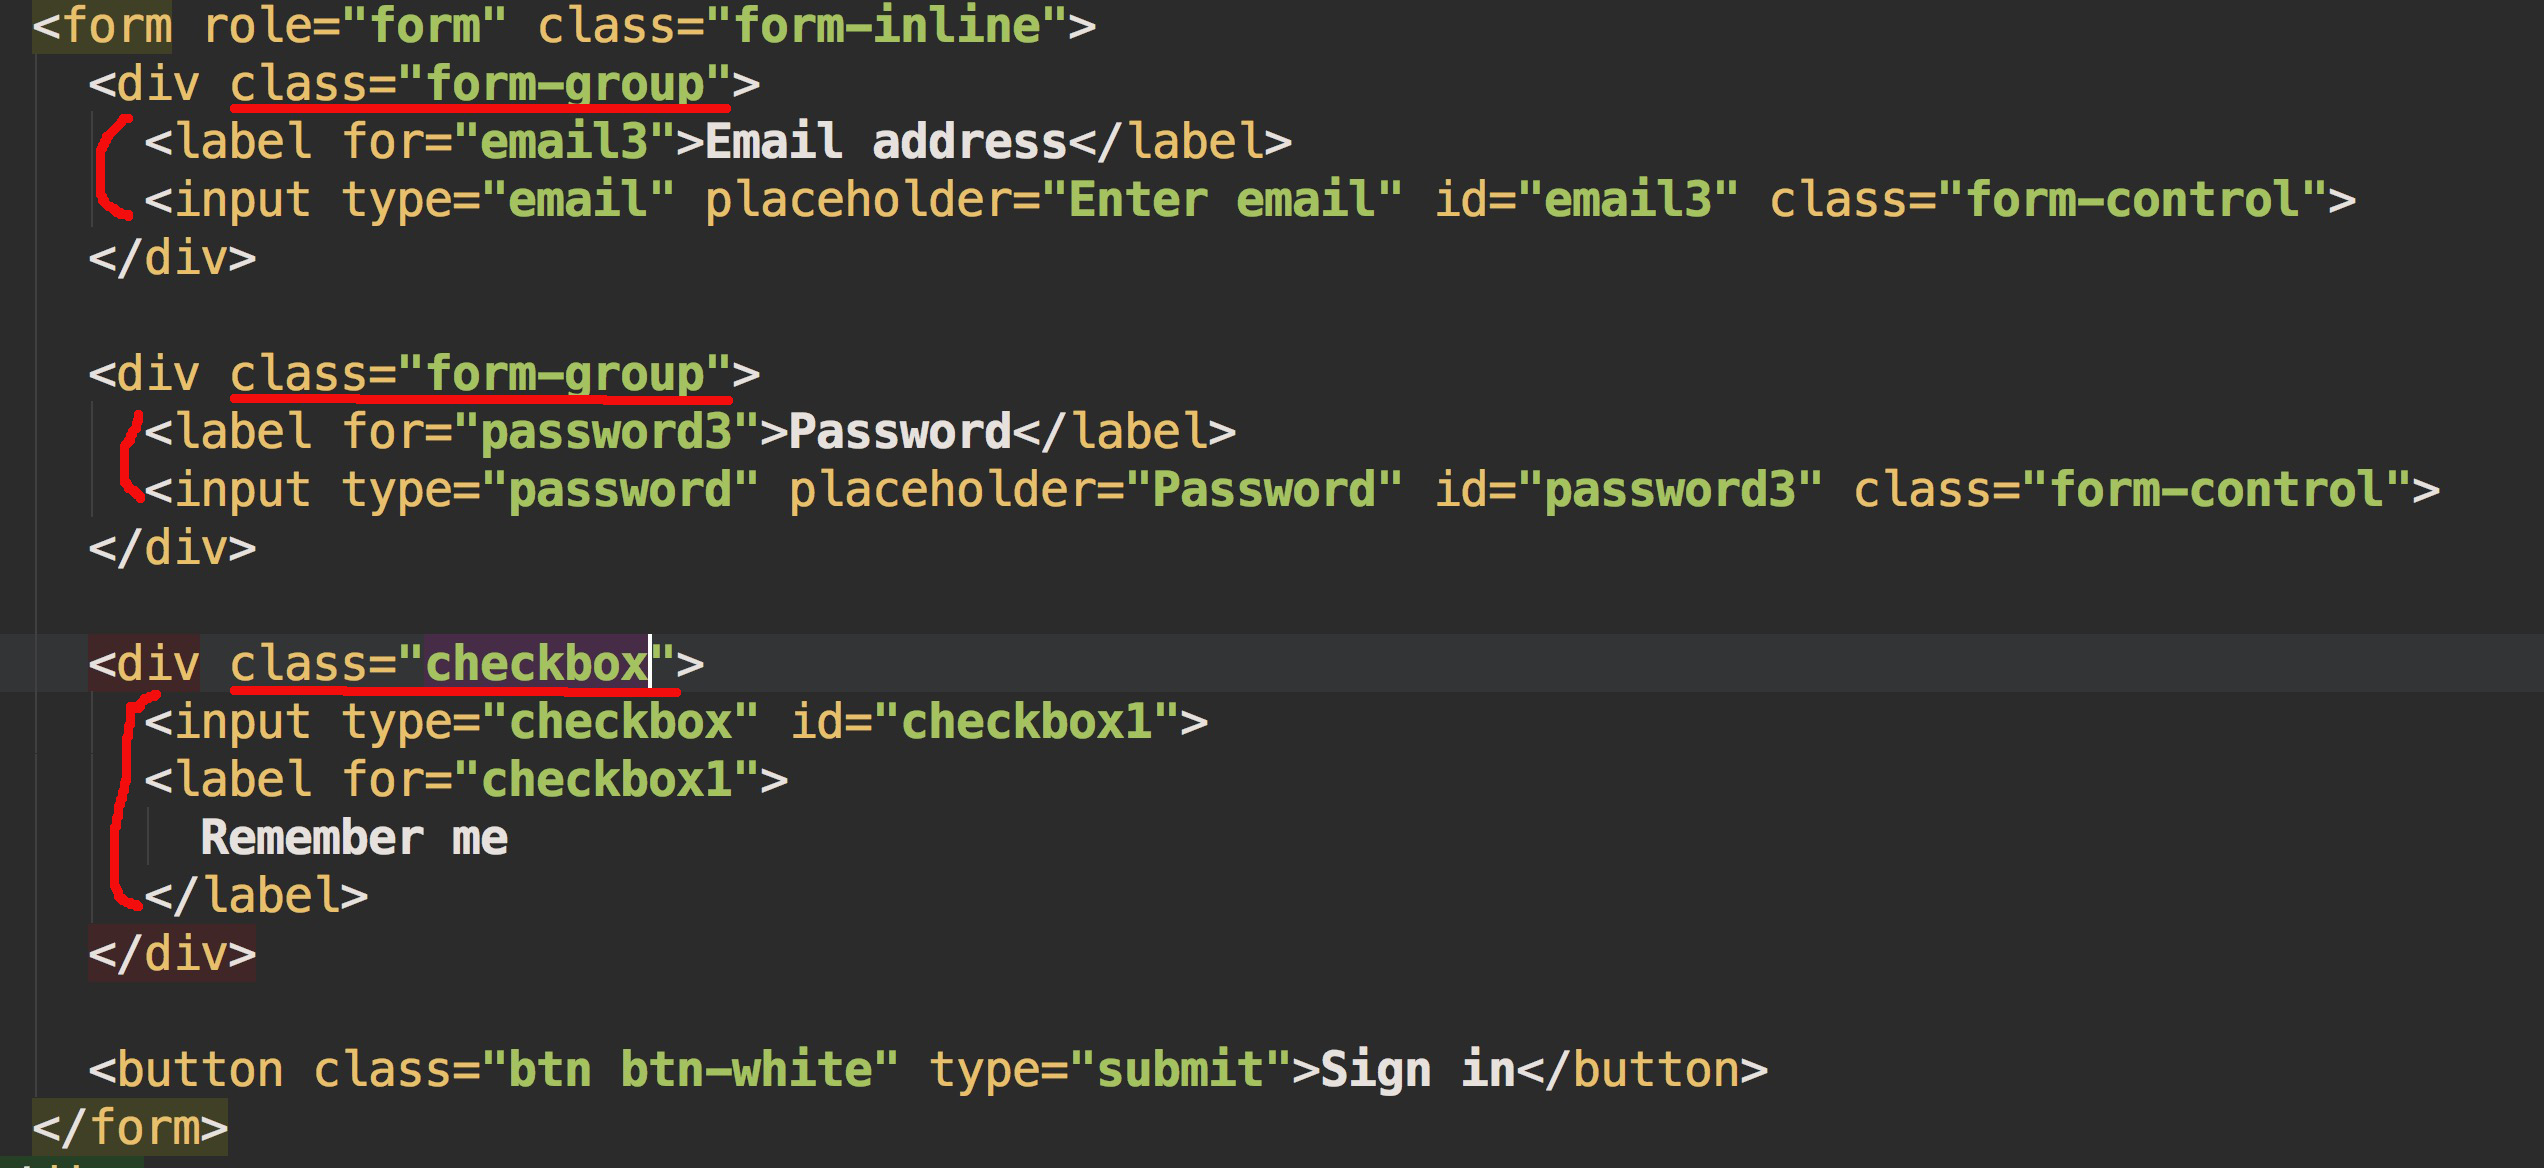 <form role="form" class="form-inline">
<div class="form-group">
<label for="email3">Email address</label>
<input type="email" placeholder="Enter email" id="email3" class="form-control">
</div>
<div class="form-group">
<label for="password3">Password</label>
<input type="password" placeholder="Password" id="password3" class="form-control">
</div>
<div class="checkbox">
<input type="checkbox" id="checkbox1">
<label for="checkbox1">
Remember me
</label>
</div>
<button class="btn btn-white" type="submit">Sign in</button>
</form>